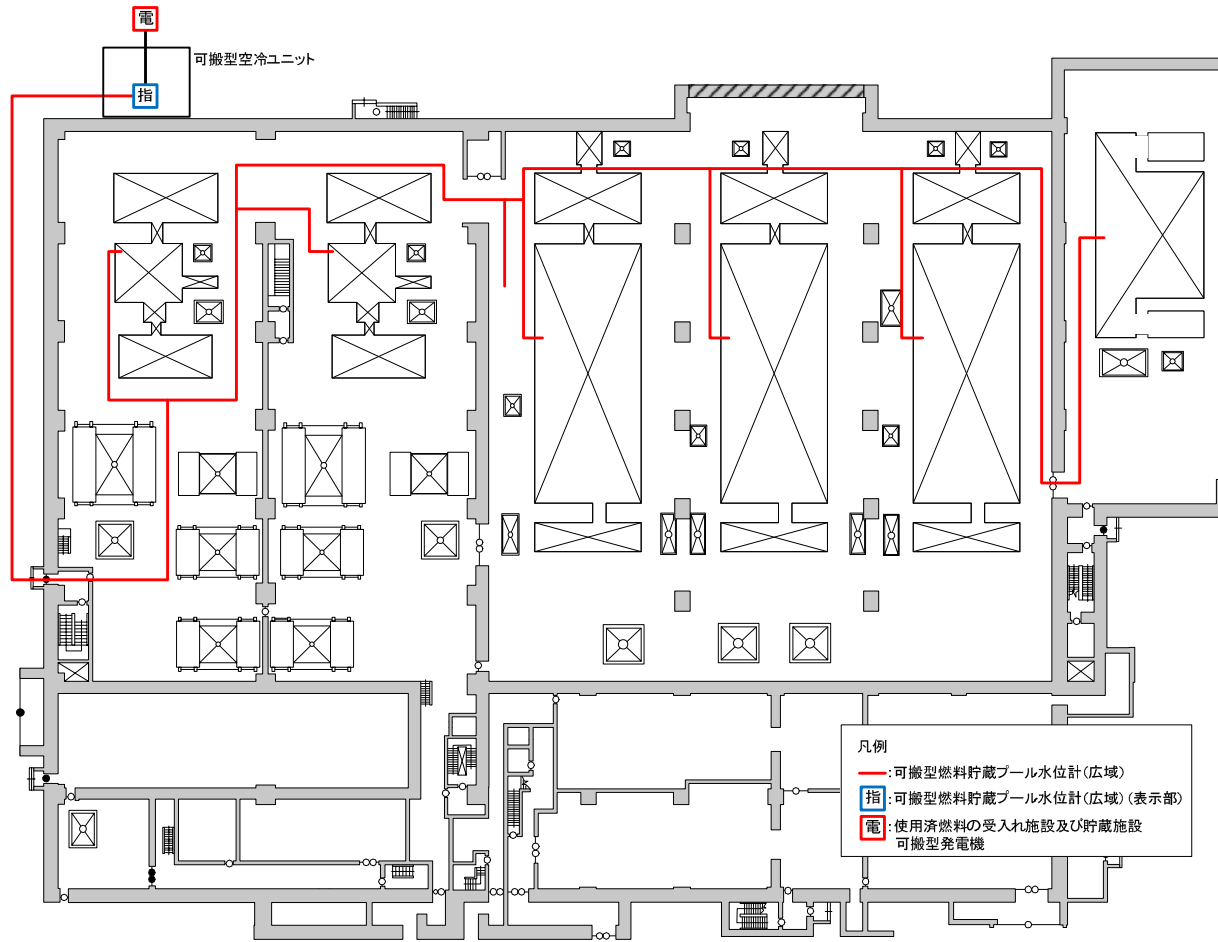 電
可搬型空冷ユニット
指
凡例
:可搬型燃料貯蔵プール水位計(広域)
指:可搬型燃料貯蔵プール水位計(広域)(表示部)
電:使用済燃料の受入れ施設及び貯蔵施設
可搬型発電機